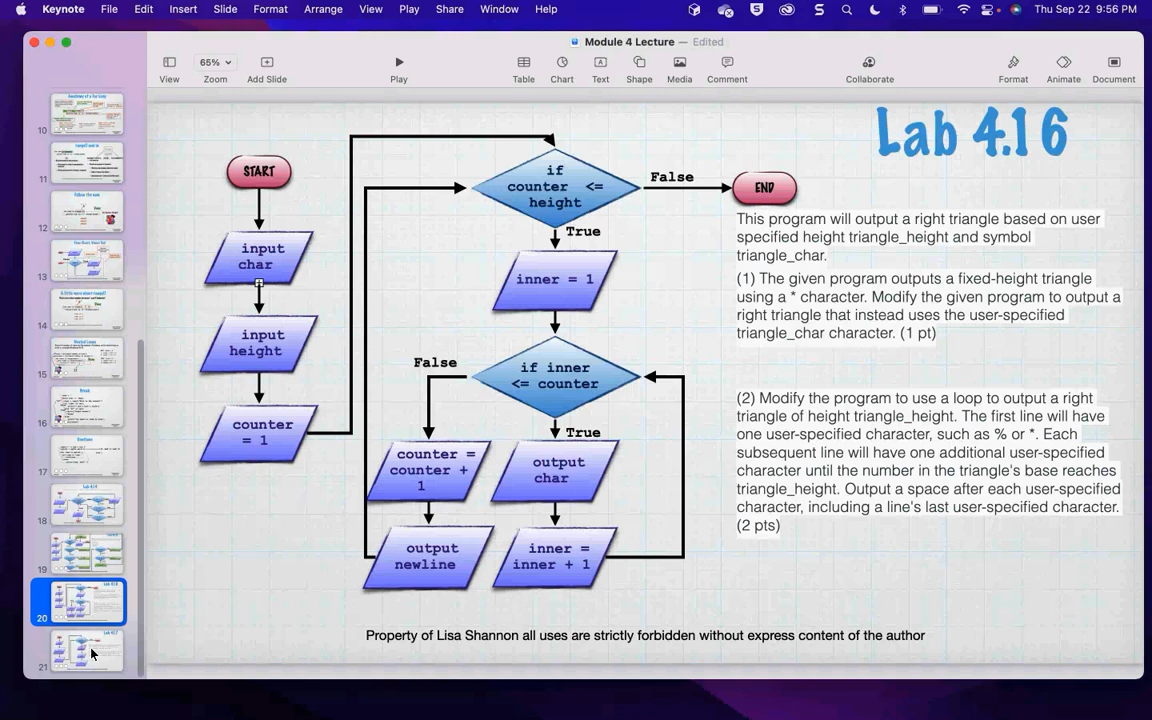 Keynote File Edit Insert Slide Format Arrange View Play Share Window Help
Thu Sep 22 9:56 PM
Module 4 Lecture — Edited
65%
View Zoom Add Slide
Play
Table Chart Text Shape Media Comment
Collaborate
Format Animate Document
10
11
12
13
14
15
16
17
18
19
20
21
Lab 4.16
START
input
char
input
height
counter
= 1
if
counter <=
height
False
END
True
inner = 1
if inner
<= counter
False
True
counter =
counter +
1
output
char
output
newline
inner =
inner + 1
This program will output a right triangle based on user
specified height triangle_height and symbol
triangle_char.
(1) The given program outputs a fixed-height triangle
using a * character. Modify the given program to output a
right triangle that instead uses the user-specified
triangle_char character. (1 pt)
(2) Modify the program to use a loop to output a right
triangle of height triangle_height. The first line will have
one user-specified character, such as % or *. Each
subsequent line will have one additional user-specified
character until the number in the triangle's base reaches
triangle_height. Output a space after each user-specified
character, including a line's last user-specified character.
(2 pts)
Property of Lisa Shannon all uses are strictly forbidden without express content of the author